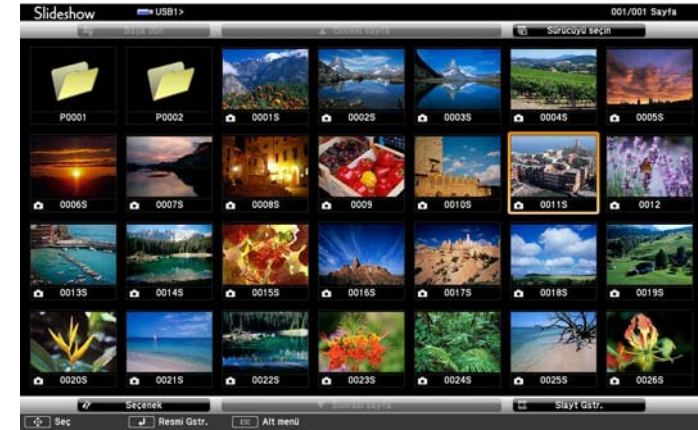 Slideshow USB1> 001/001 Sayfa
Başa dön Önceki sayfa Sürücüyü seçin
P0001 P0002 0001S 0002S 0003S 0004S 0005S
0006S 0007S 0008S 0009 0010S 0011S 0012
0013S 0014S 0015S 0016S 0017S 0018S 0019S
0020S 0021S 0022S 0023S 0024S 0025S 0026S
Seçenek Sonraki sayfa Slayt Gstr.
Seç Resmi Gstr. Esc Alt menü